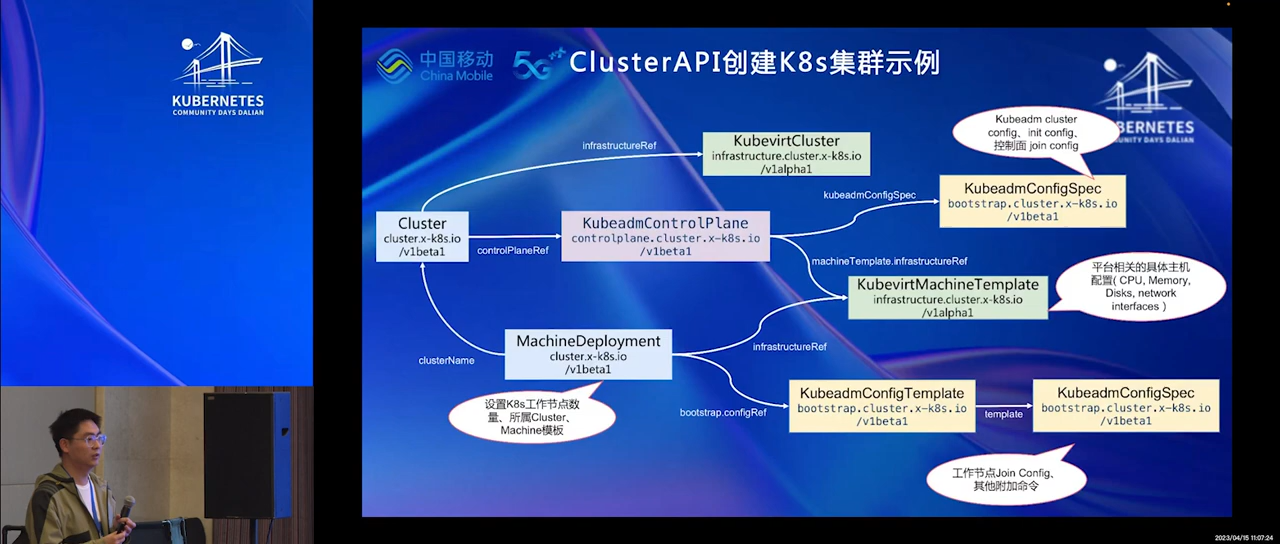 KUBERNETES
COMMUNITY DAYS DALIAN
中国移动
China Mobile
5G++
ClusterAPI创建K8s集群示例
BERNETES
MUNITY DAYS DALIAN
Kubeadm cluster
config、init config、
控制面 join config
infrastructureRef
KubevirtCluster
infrastructure.cluster.x-k8s.io
/v1alpha1
kubeadmConfigSpec
KubeadmConfigSpec
bootstrap.cluster.x-k8s.io
/v1beta1
Cluster
cluster.x-k8s.io
/v1beta1
controlPlaneRef
KubeadmControlPlane
controlplane.cluster.x-k8s.io
/v1beta1
machineTemplate.infrastructureRef
KubevirtMachineTemplate
infrastructure.cluster.x-k8s.io
/v1alpha1
平台相关的具体主机
配置( CPU, Memory,
Disks, network
interfaces )
clusterName
MachineDeployment
cluster.x-k8s.io
/v1beta1
infrastructureRef
设置K8s工作节点数
量、所属Cluster、
Machine模板
bootstrap.configRef
KubeadmConfigTemplate
bootstrap.cluster.x-k8s.io
/v1beta1
template
KubeadmConfigSpec
bootstrap.cluster.x-k8s.io
/v1beta1
工作节点Join Config、
其他附加命令
2023/04/15 11:07:24